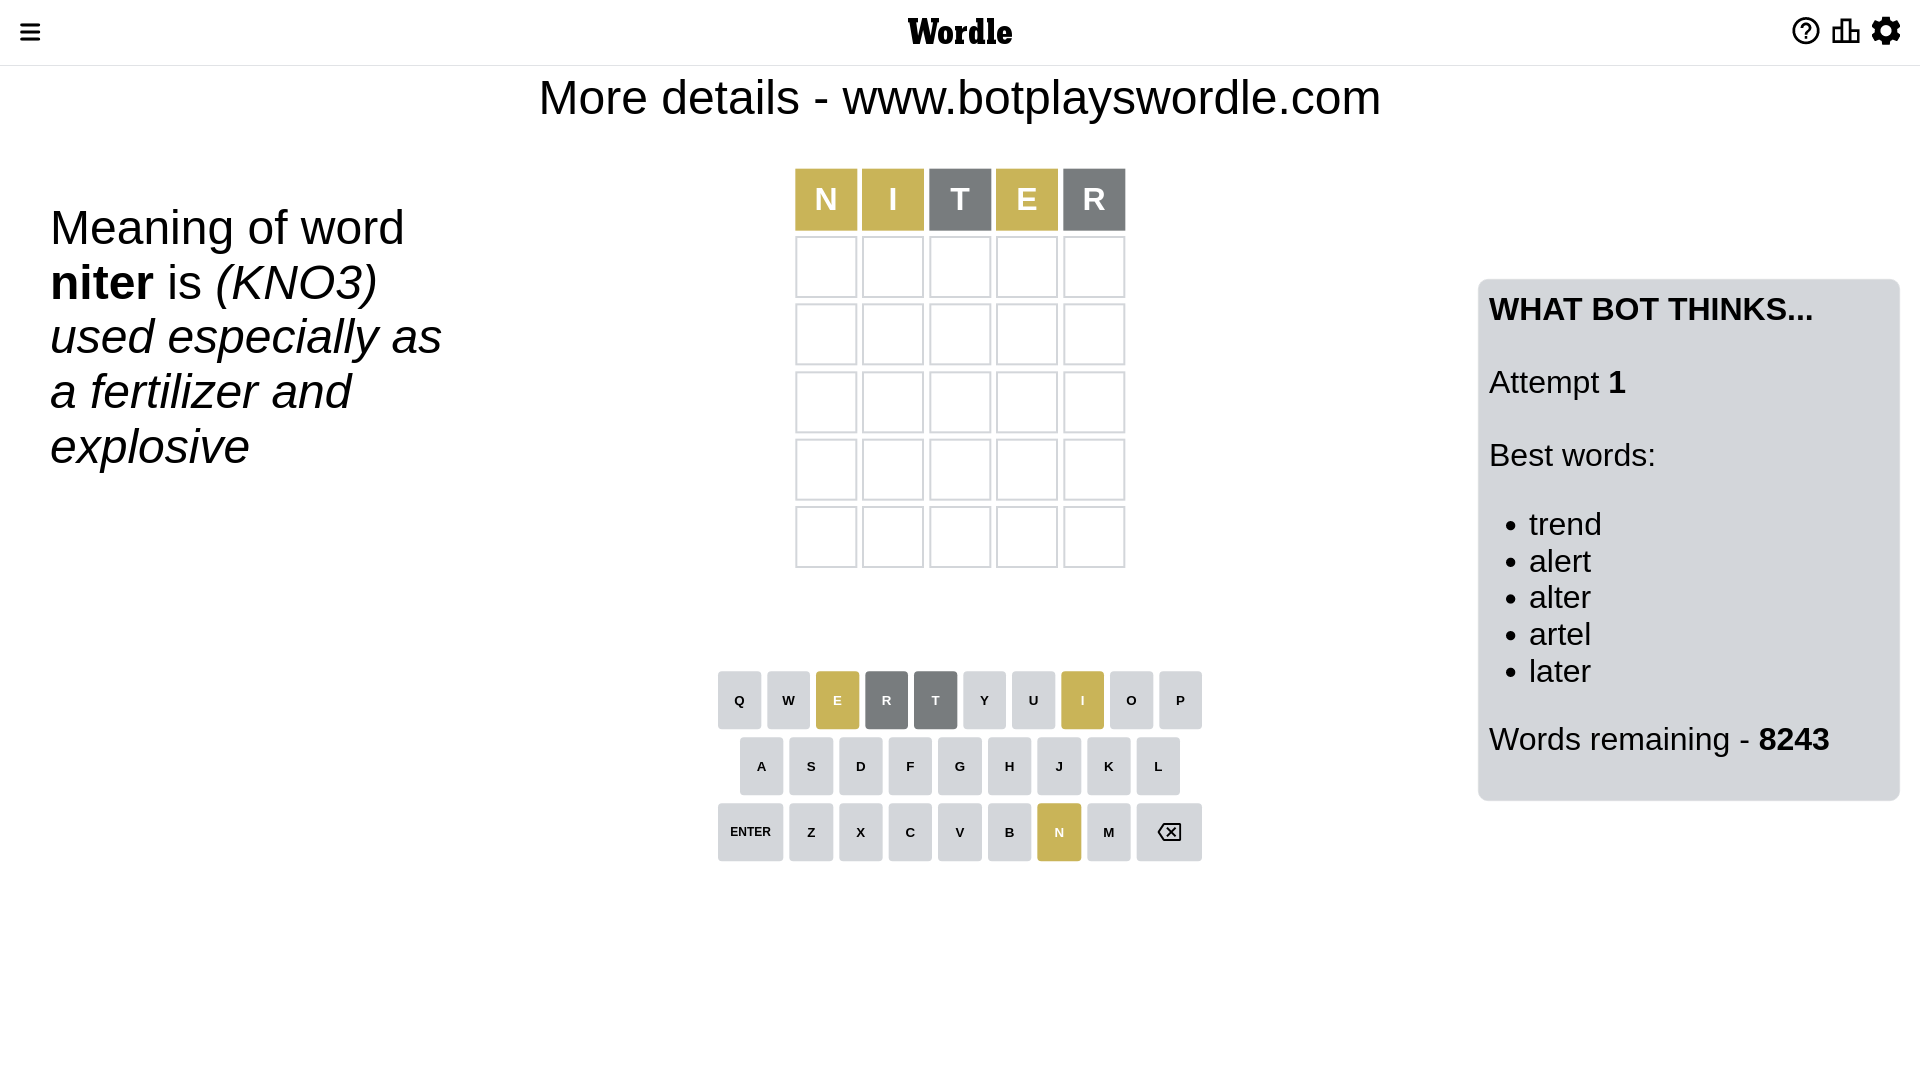 Wordle
More details - www.botplayswordle.com
Meaning of word
niter is (KNO3)
used especially as
a fertilizer and
explosive
N I T E R
WHAT BOT THINKS...
Attempt 1
Best words:
• trend
• alert
• alter
• artel
• later
Words remaining - 8243
Q W E R T Y U I O P
A S D F G H J K L
ENTER Z X C V B N M